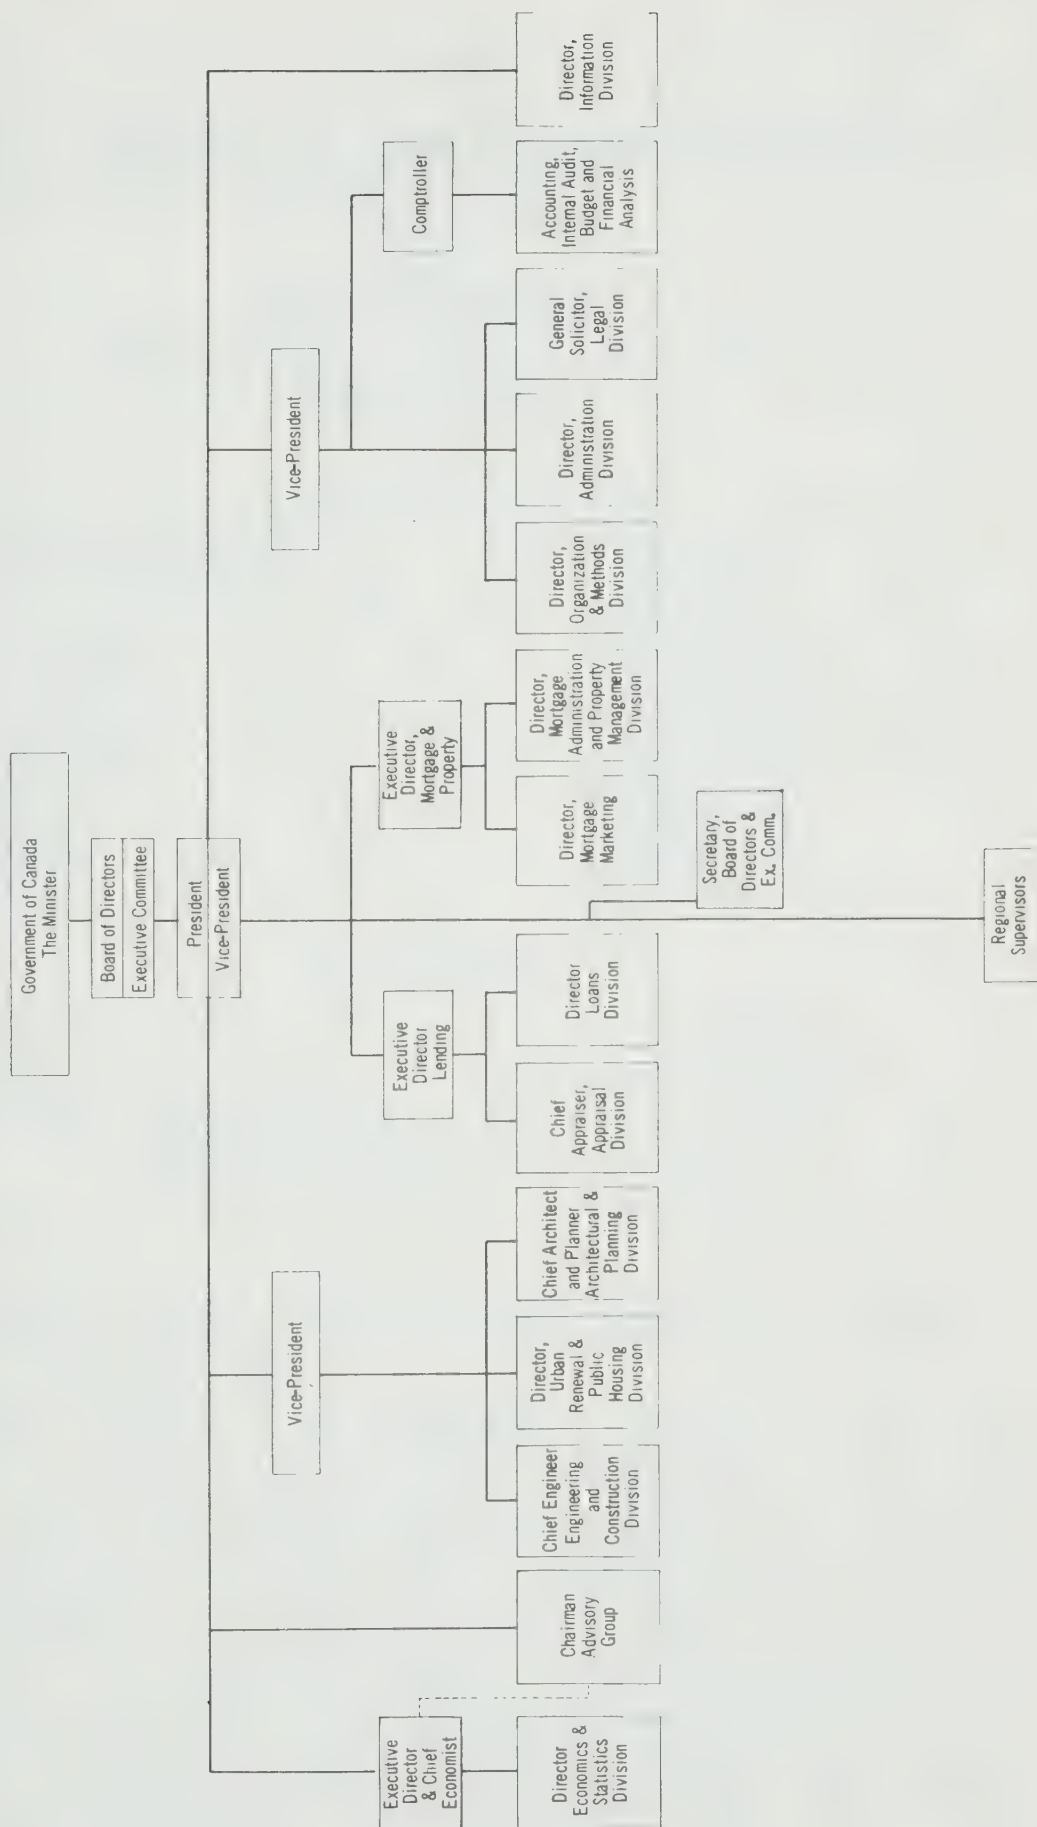 Government of Canada
The Minister
Board of Directors
Executive Committee
President
Vice-President
Vice-President
Vice-President
Executive
Director
& Chief
Economist
Executive
Director
Lending
Executive
Director,
Mortgage &
Property
Comptroller
Director
Economics &
Statistics
Division
Chairman
Advisory
Group
Chief Engineer
Engineering
and
Construction
Division
Director,
Urban
Renewal &
Public
Housing
Division
Chief Architect
and Planner
Architectural &
Planning
Division
Chief
Appraiser,
Appraisal
Division
Director
Loans
Division
Director,
Mortgage
Marketing
Director,
Mortgage
Administration
and Property
Management
Division
Director,
Organization
& Methods
Division
Director,
Administration
Division
General
Solicitor,
Legal
Division
Accounting,
Internal Audit,
Budget and
Financial
Analysis
Director,
Information
Division
Secretary,
Board of
Directors &
Ex. Comm.
Regional
Supervisors